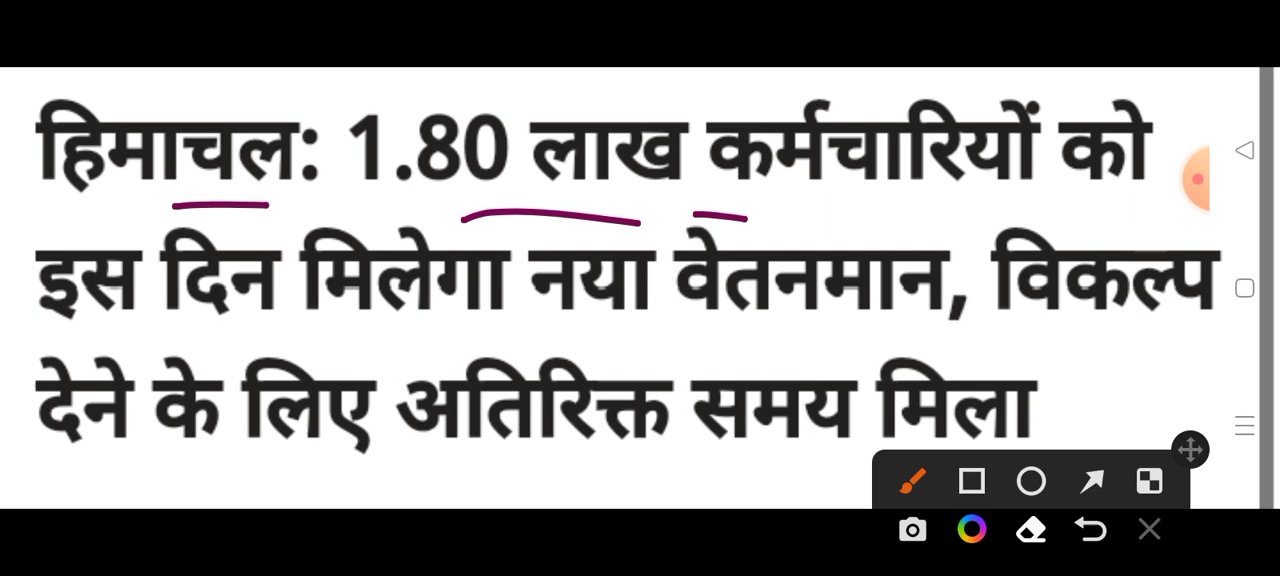 हिमाचल: 1.80 लाख कर्मचारियों को
इस दिन मिलेगा नया वेतनमान, विकल्प
देने के लिए अतिरिक्त समय मिला